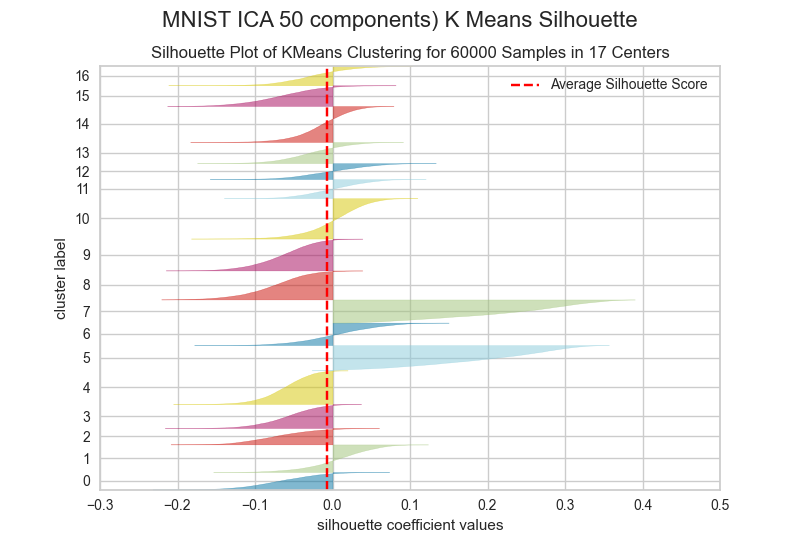 MNIST ICA 50 components) K Means Silhouette
Silhouette Plot of KMeans Clustering for 60000 Samples in 17 Centers
Average Silhouette Score
16
15
14
13
12
11
10
9
8
7
6
5
4
3
2
1
0
cluster label
−0.3 −0.2 −0.1 0.0 0.1 0.2 0.3 0.4 0.5
silhouette coefficient values